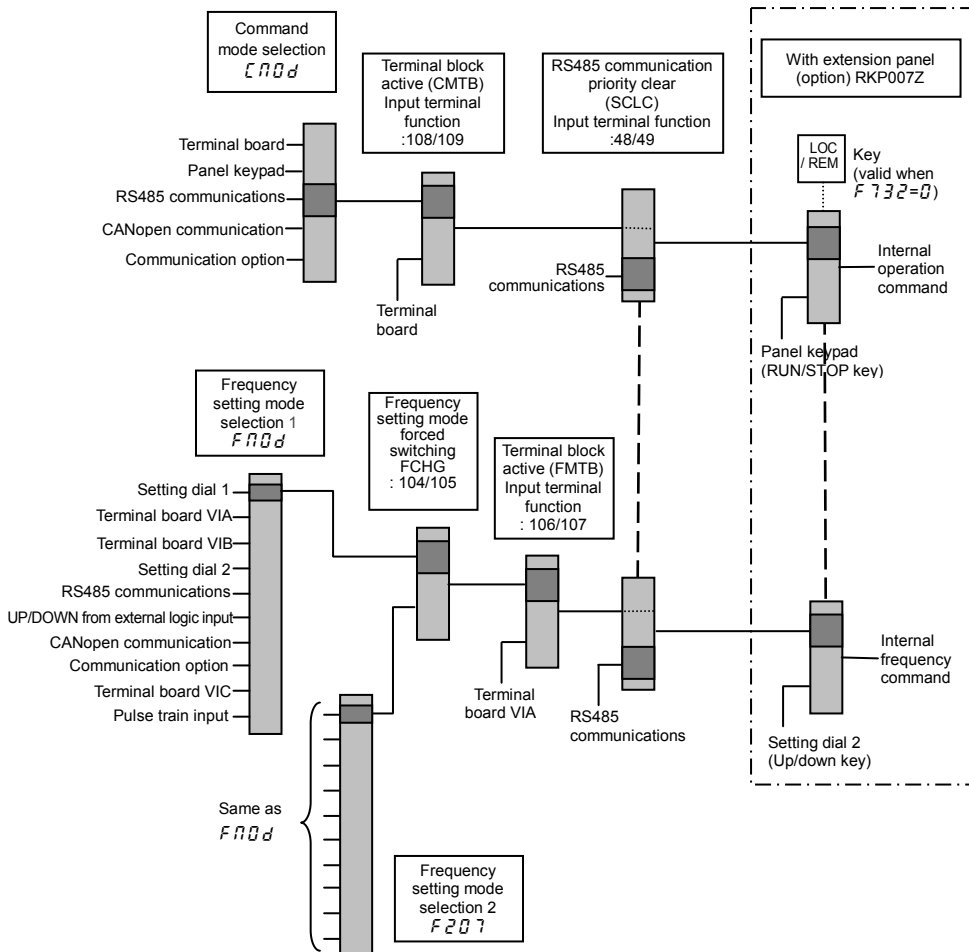 Command
mode selection
CMOd
Terminal block
active (CMTB)
Input terminal
function
:108/109
RS485 communication
priority clear
(SCLC)
Input terminal function
:48/49
With extension panel
(option) RKP007Z
LOC
/ REM
Key
(valid when
F732=0)
Terminal board
Panel keypad
RS485 communications
CANopen communication
Communication option
Terminal
board
RS485
communications
Internal
operation
command
Panel keypad
(RUN/STOP key)
Frequency
setting mode
selection 1
FMOd
Frequency
setting mode
forced
switching
FCHG
: 104/105
Terminal block
active (FMTB)
Input terminal
function
: 106/107
Setting dial 1
Terminal board VIA
Terminal board VIB
Setting dial 2
RS485 communications
UP/DOWN from external logic input
CANopen communication
Communication option
Terminal board VIC
Pulse train input
Terminal
board VIA
RS485
communications
Internal
frequency
command
Setting dial 2
(Up/down key)
Same as
FMOd
Frequency
setting mode
selection 2
F207